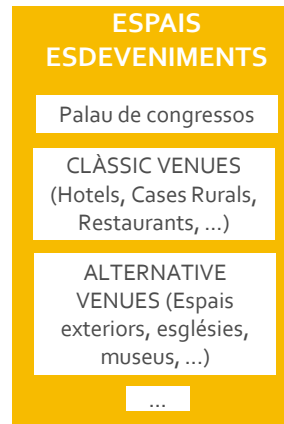 ESPAIS
ESDEVENIMENTS
Palau de congressos
CLÀSSIC VENUES
(Hotels, Cases Rurals,
Restaurants, ...)
ALTERNATIVE
VENUES (Espais
exteriors, esglésies,
museus, ...)
...